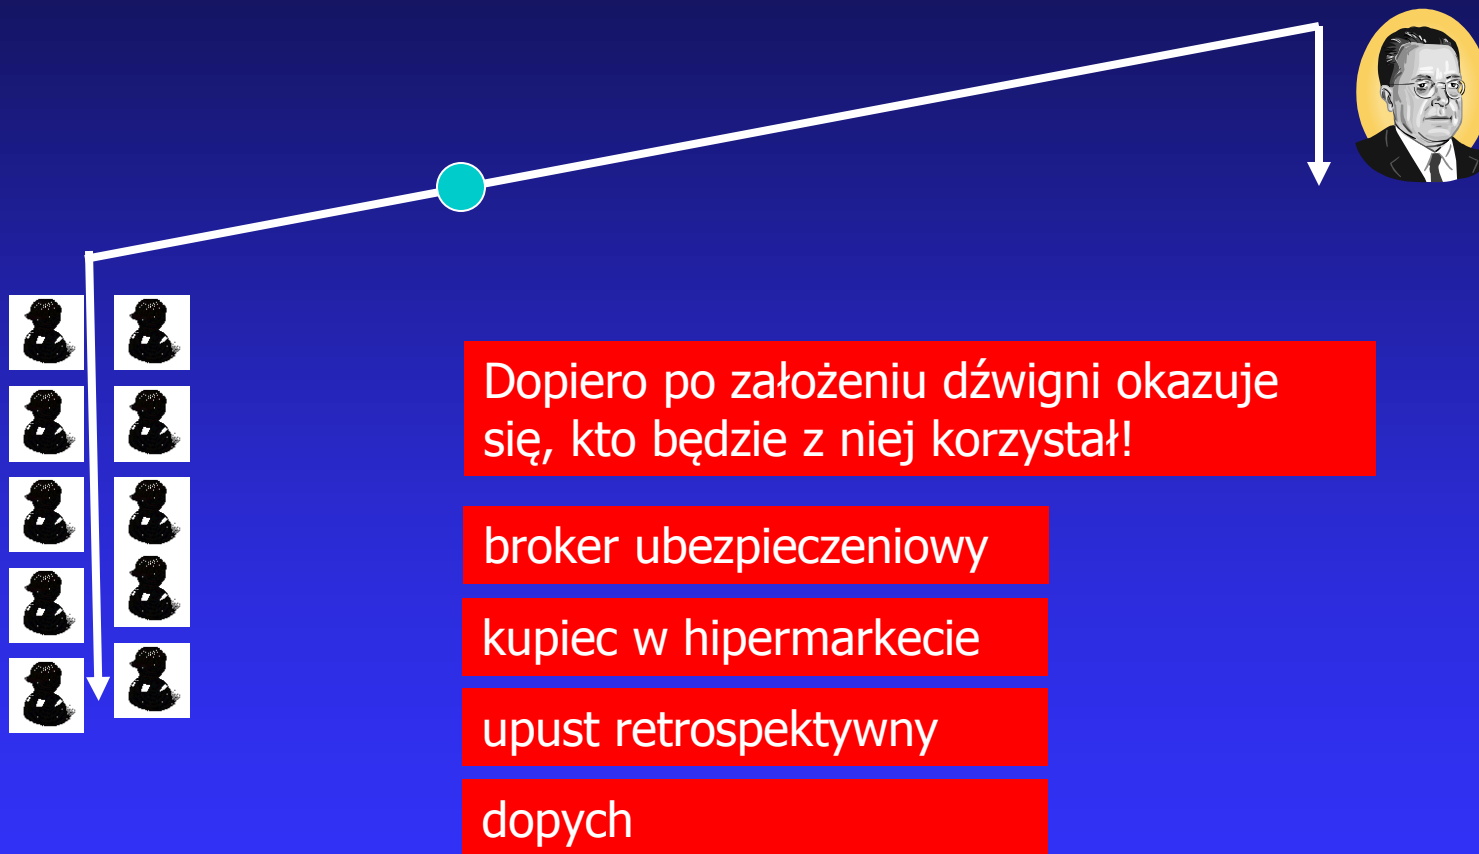 Dopiero po założeniu dźwigni okazuje
się, kto będzie z niej korzystał!
broker ubezpieczeniowy
kupiec w hipermarkecie
upust retrospektywny
dopych